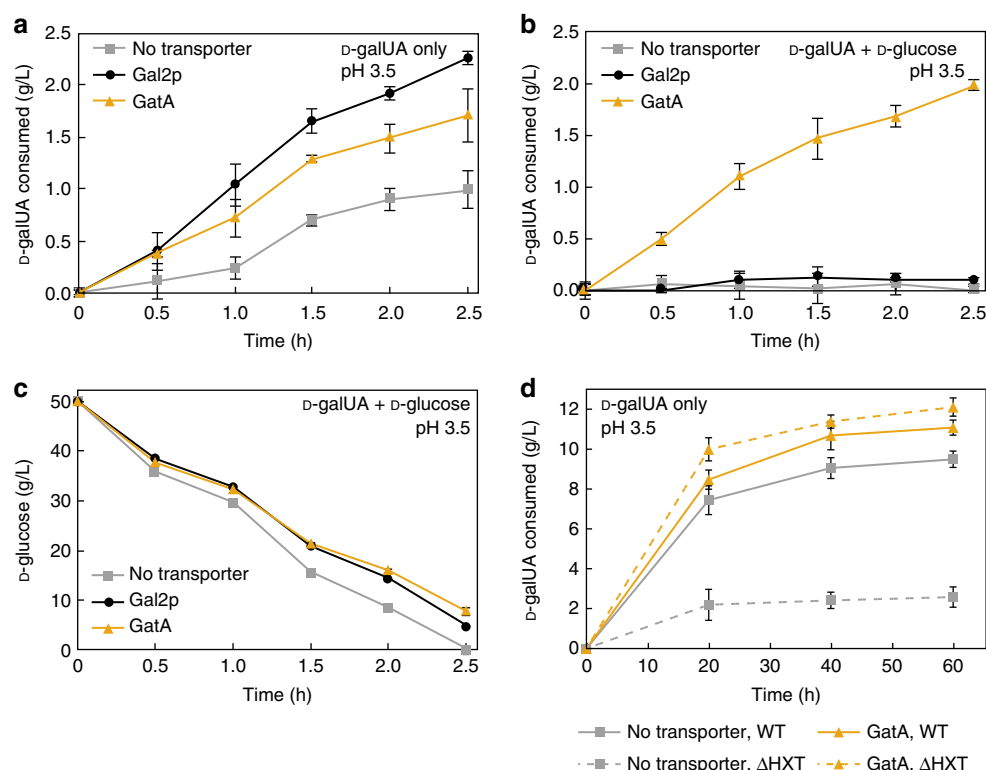 a
No transporter
Gal2p
GatA
D-galUA only
pH 3.5
D-galUA consumed (g/L)
2.5
2.0
1.5
1.0
0.5
0.0
0 0.5 1.0 1.5 2.0 2.5
Time (h)
b
No transporter
Gal2p
GatA
D-galUA + D-glucose
pH 3.5
D-galUA consumed (g/L)
2.5
2.0
1.5
1.0
0.5
0.0
0 0.5 1.0 1.5 2.0 2.5
Time (h)
c
D-galUA + D-glucose
pH 3.5
D-glucose (g/L)
50
40
30
20
10
0
No transporter
Gal2p
GatA
0 0.5 1.0 1.5 2.0 2.5
Time (h)
d
D-galUA only
pH 3.5
D-galUA consumed (g/L)
12
10
8
6
4
2
0
0 10 20 30 40 50 60
Time (h)
No transporter, WT
GatA, WT
No transporter, ΔHXT
GatA, ΔHXT